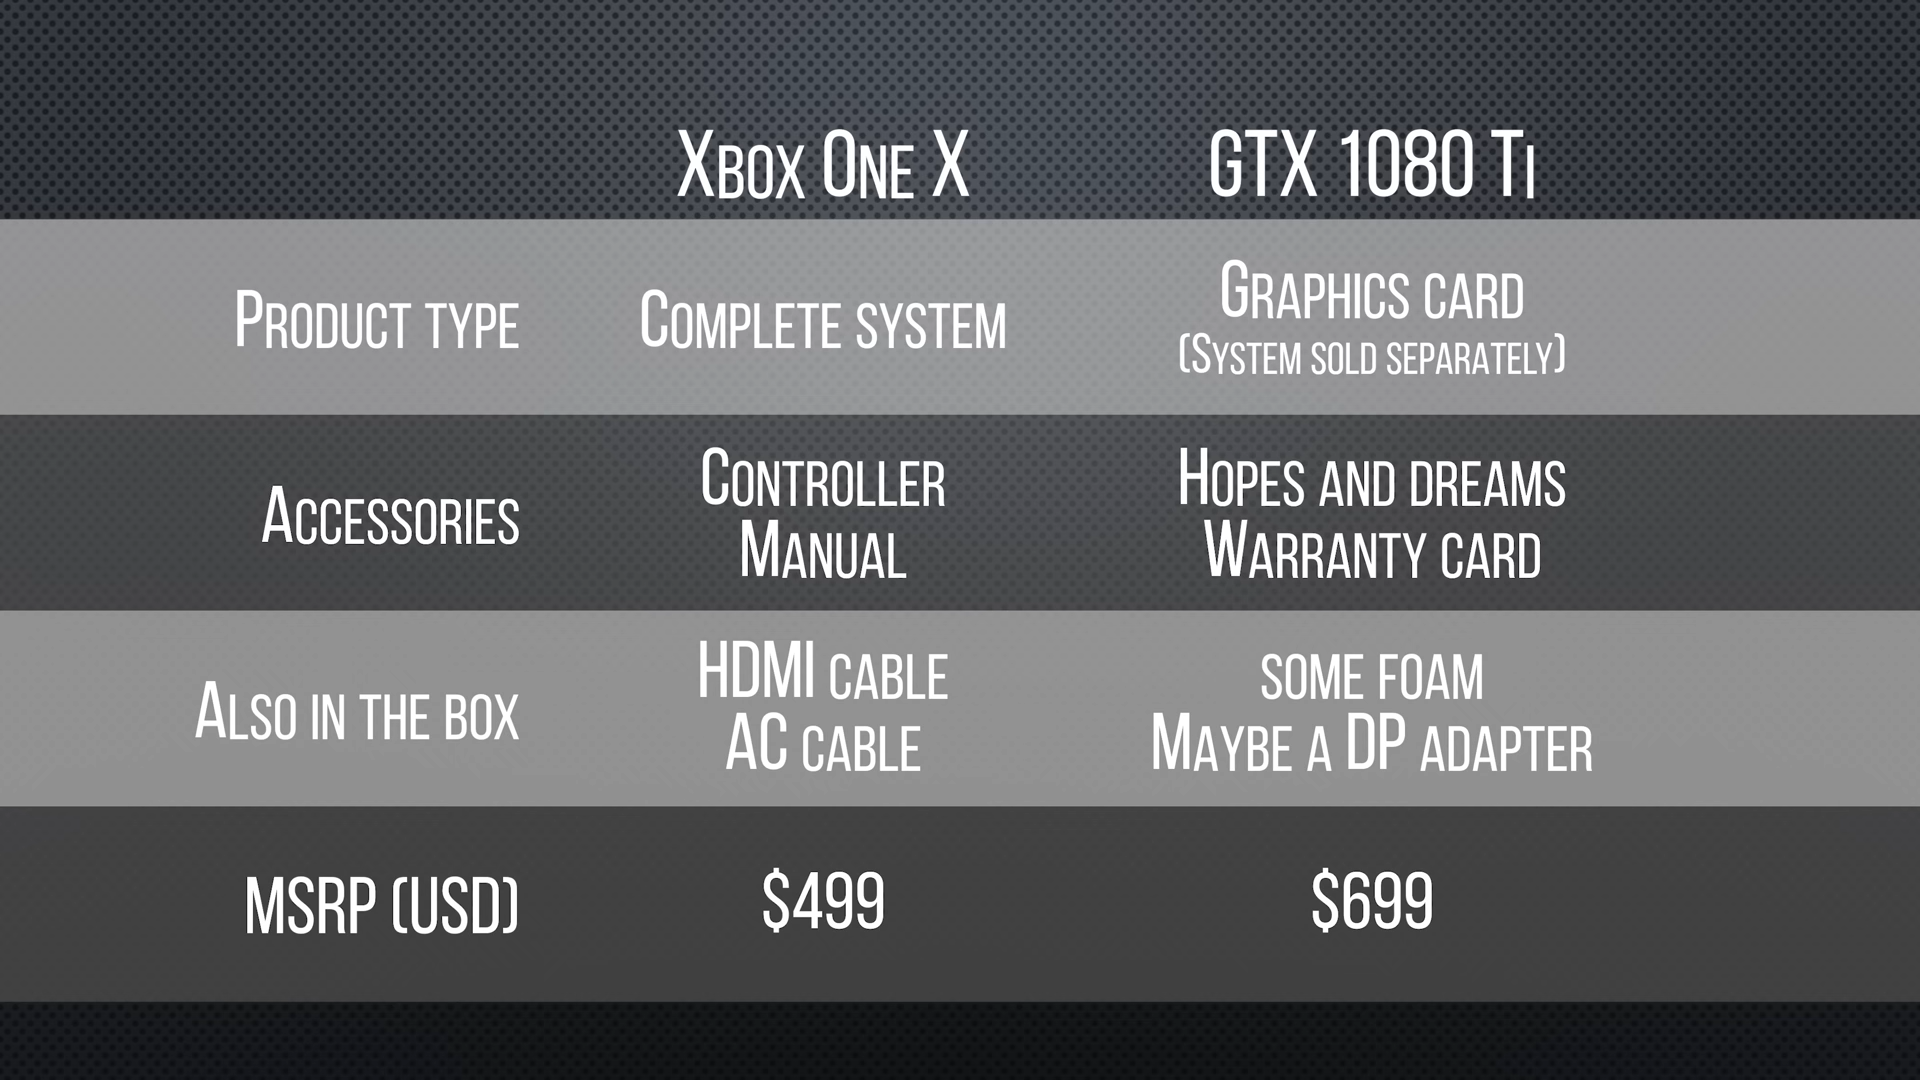 Xbox One X
GTX 1080 Ti
Product type
Complete system
Graphics card
(System sold separately)
Accessories
Controller
Manual
Hopes and dreams
Warranty card
Also in the box
HDMI cable
AC cable
some foam
Maybe a DP adapter
MSRP (USD)
$499
$699